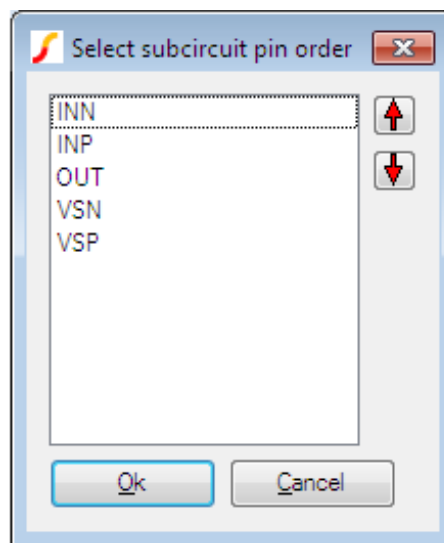 Select subcircuit pin order
INN
INP
OUT
VSN
VSP
Ok
Cancel